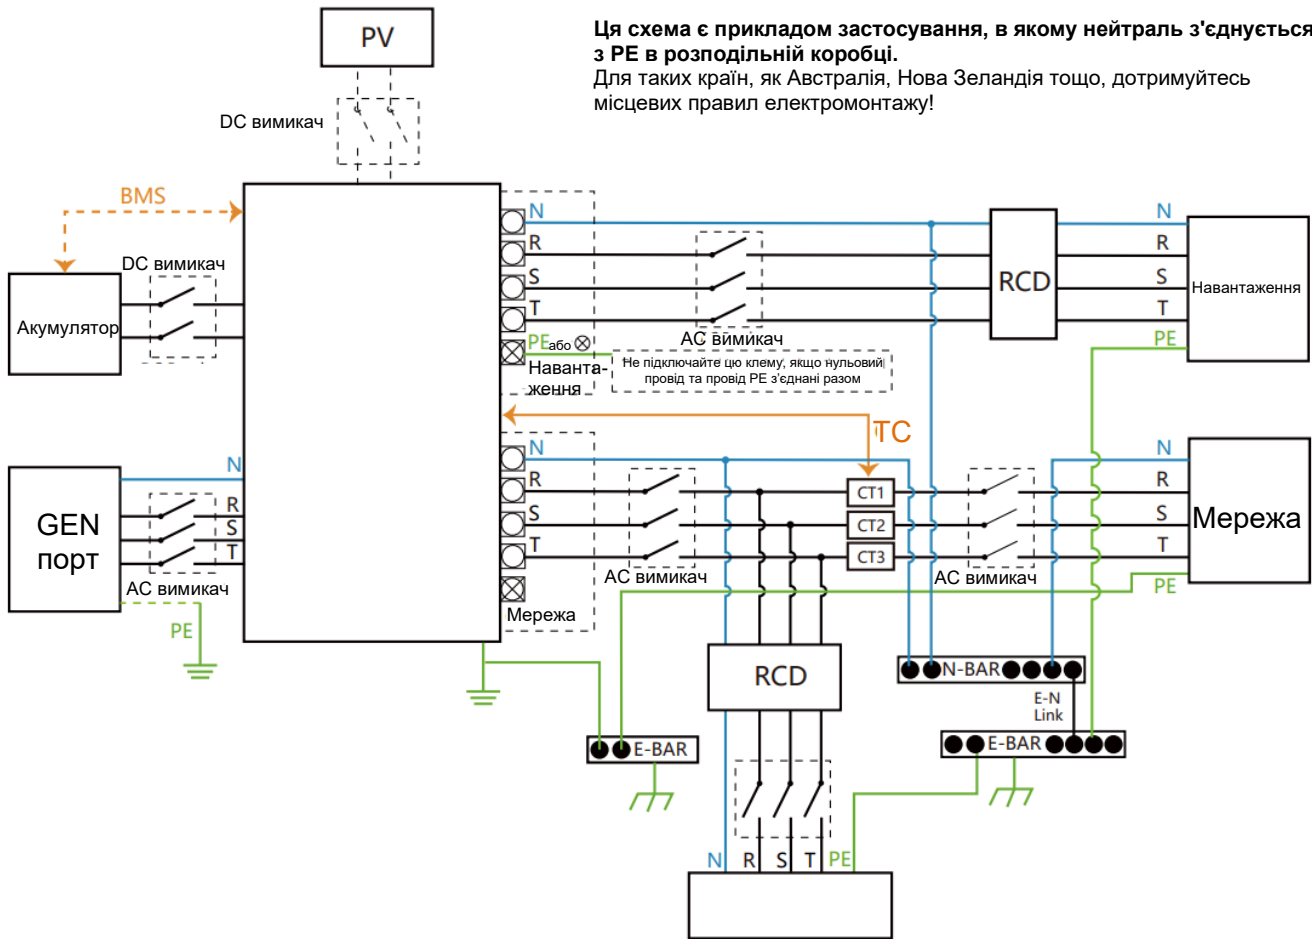 PV
Ця схема є прикладом застосування, в якому нейтраль з'єднується
з PE в розподільній коробці.
Для таких країн, як Австралія, Нова Зеландія тощо, дотримуйтесь
місцевих правил електромонтажу!
DC вимикач
BMS
DC вимикач
Акумулятор
N
R
S
T
PE або
Наванта-
ження
AC вимикач
Не підключайте цю клему, якщо нульовий
провід та провід PE з'єднані разом
RCD
N
R
S
T
PE
Навантаження
TC
GEN
порт
N
R
S
T
AC вимикач
PE
N
R
S
T
Мережа
AC вимикач
CT1
CT2
CT3
AC вимикач
N
R
S
T
PE
Мережа
RCD
N-BAR
E-N
Link
E-BAR
E-BAR
N
R
S
T
PE